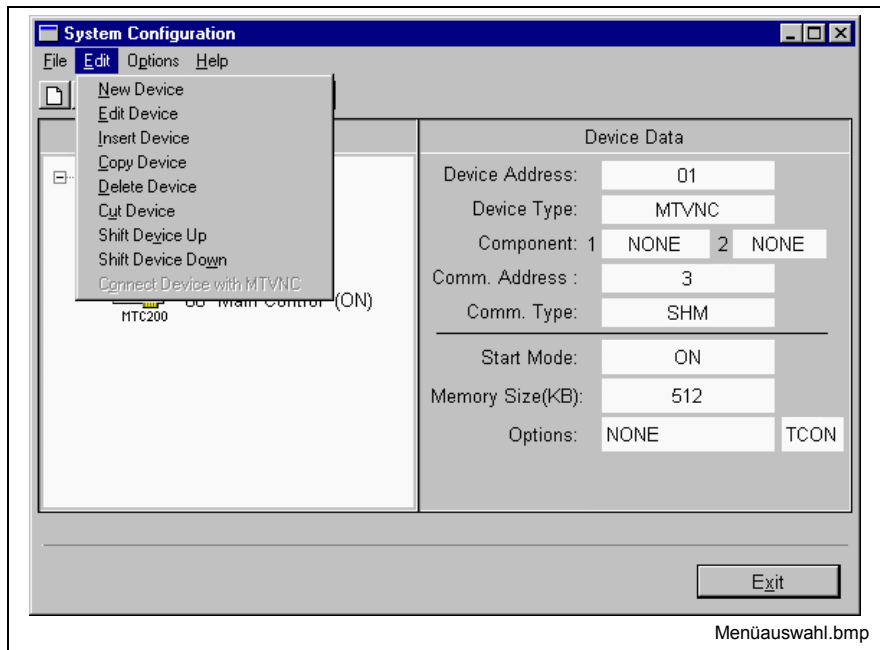 System Configuration
File Edit Options Help
New Device
Edit Device
Insert Device
Copy Device
Delete Device
Cut Device
Shift Device Up
Shift Device Down
Connect Device with MTVNC
Main Control (ON)
MTC200
Device Data
Device Address: 01
Device Type: MTVNC
Component: 1 NONE 2 NONE
Comm. Address : 3
Comm. Type: SHM
Start Mode: ON
Memory Size(KB): 512
Options: NONE TCON
Exit
Menüauswahl.bmp